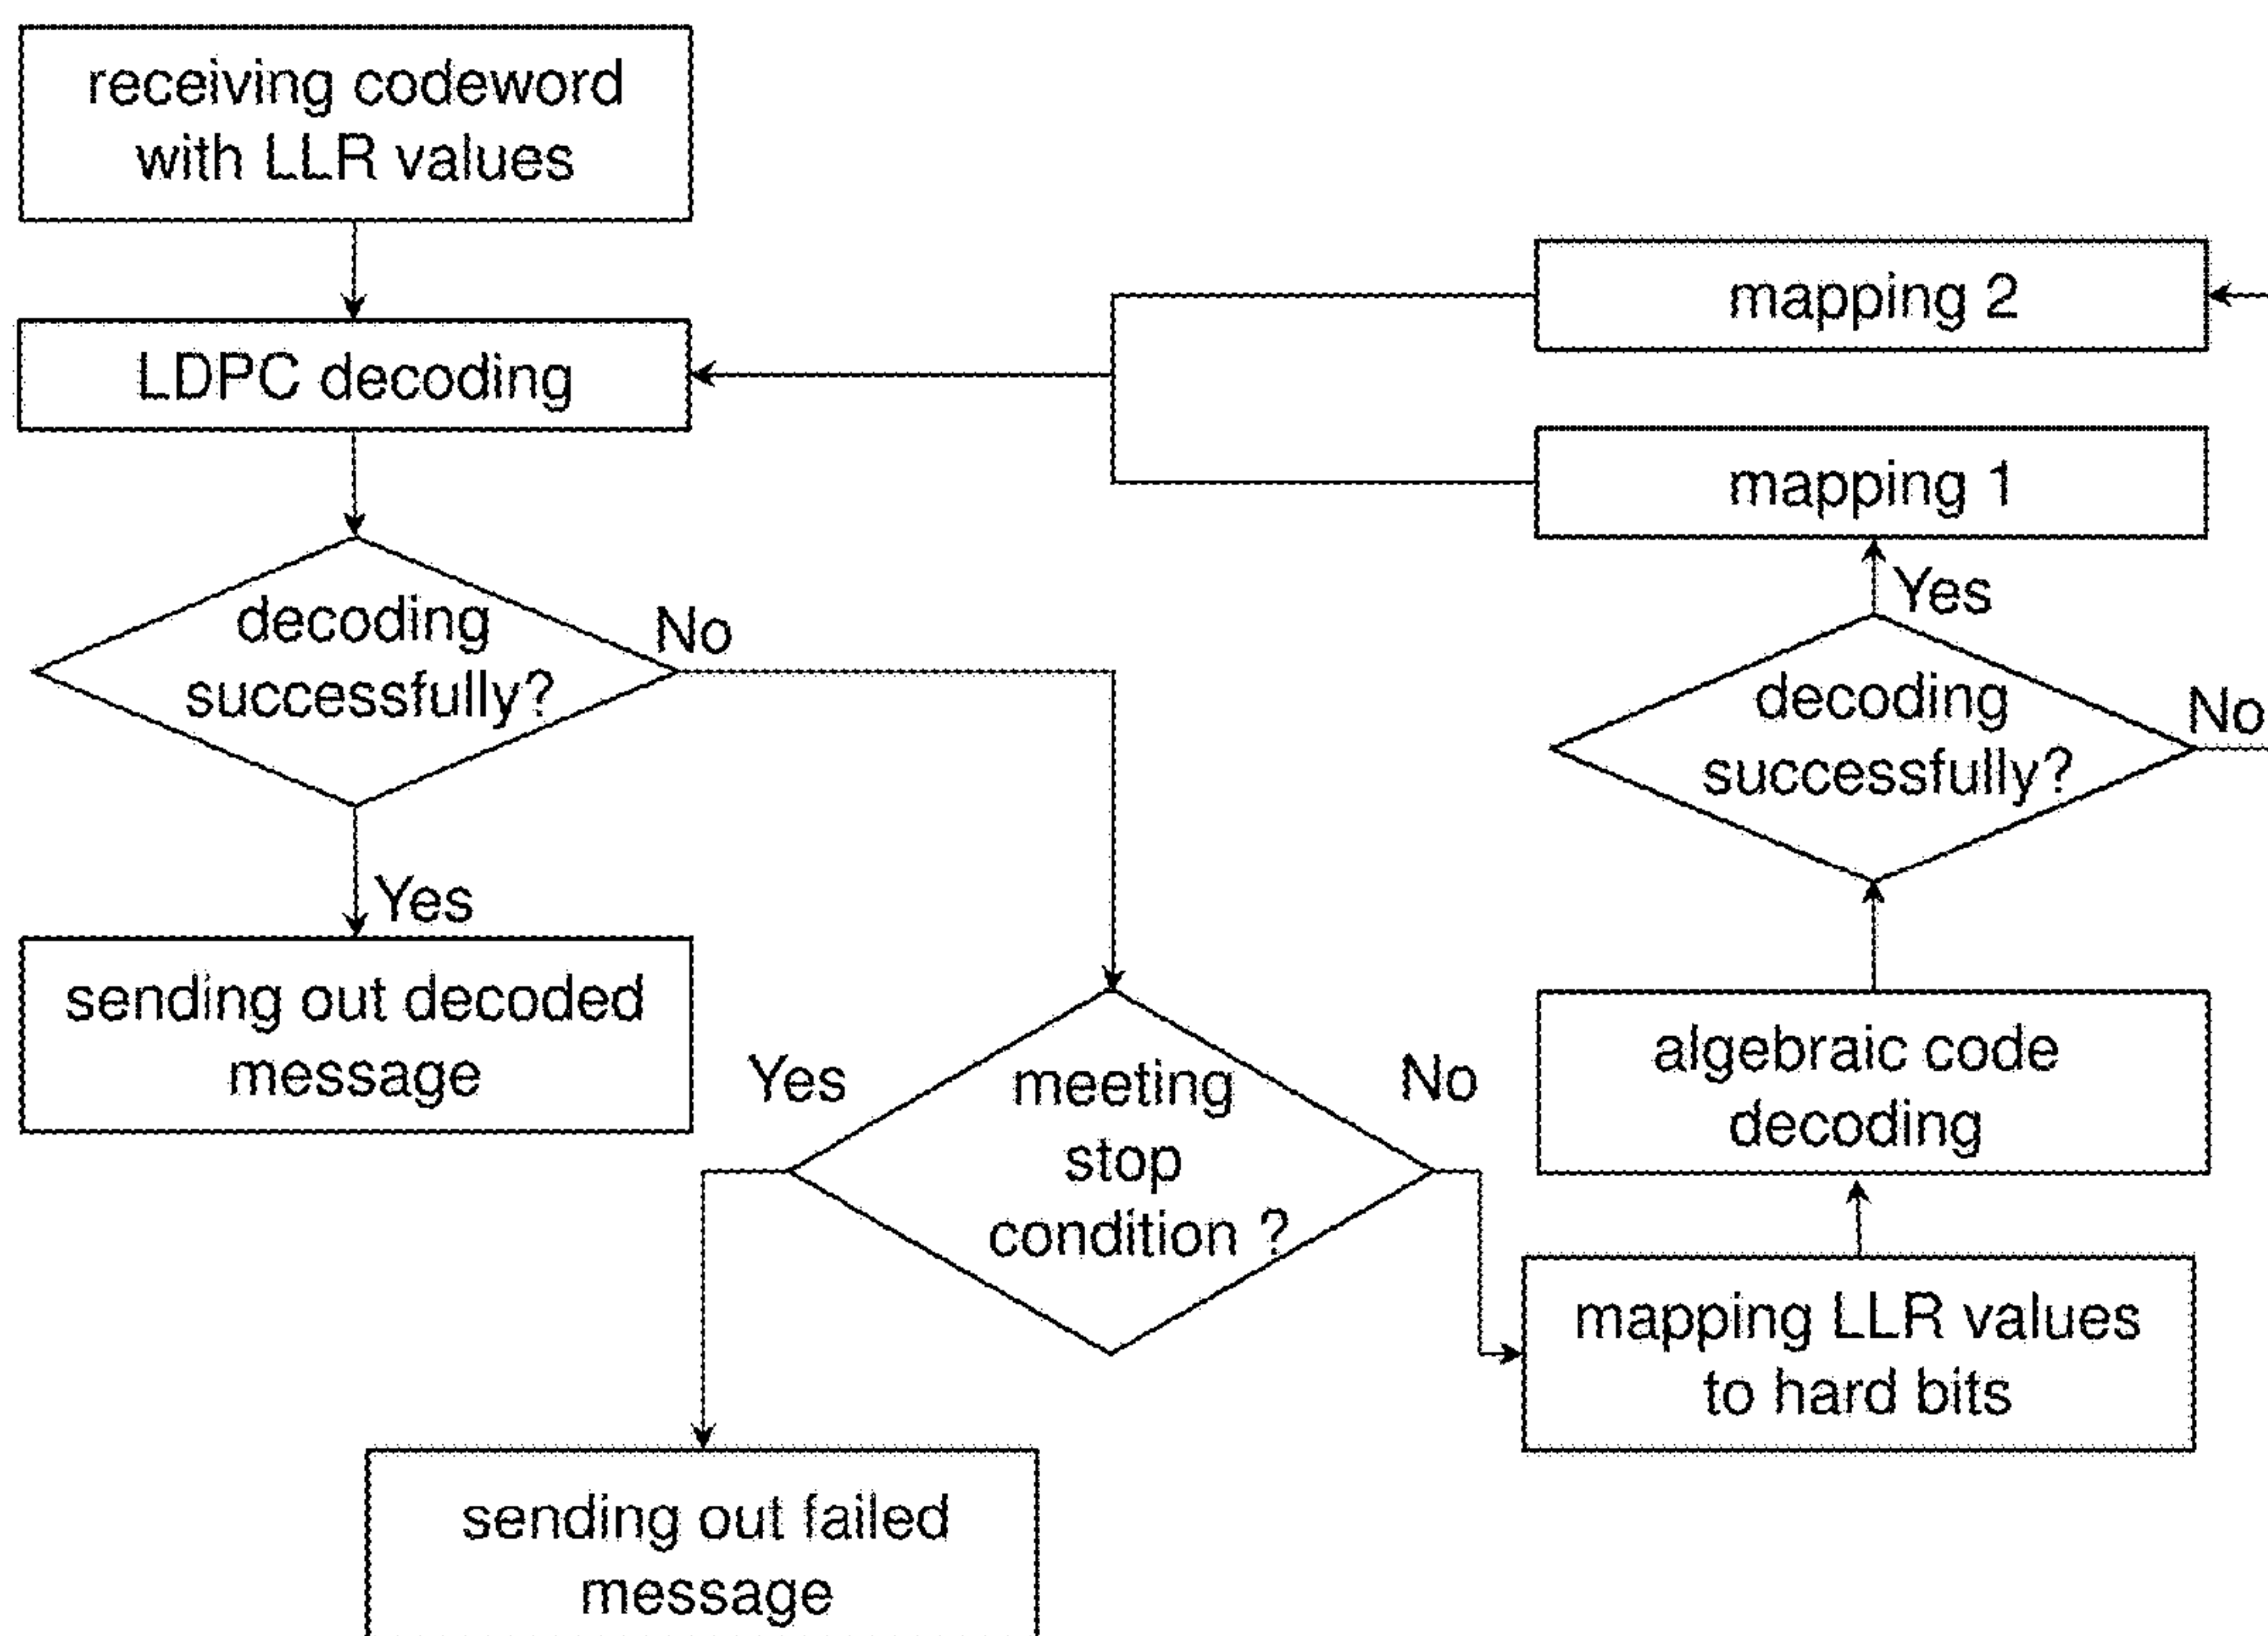 receiving codeword
with LLR values
LDPC decoding
decoding
successfully?
No
Yes
sending out decoded
message
meeting
stop
condition ?
Yes
No
sending out failed
message
mapping LLR values
to hard bits
algebraic code
decoding
decoding
successfully?
Yes
No
mapping 1
mapping 2